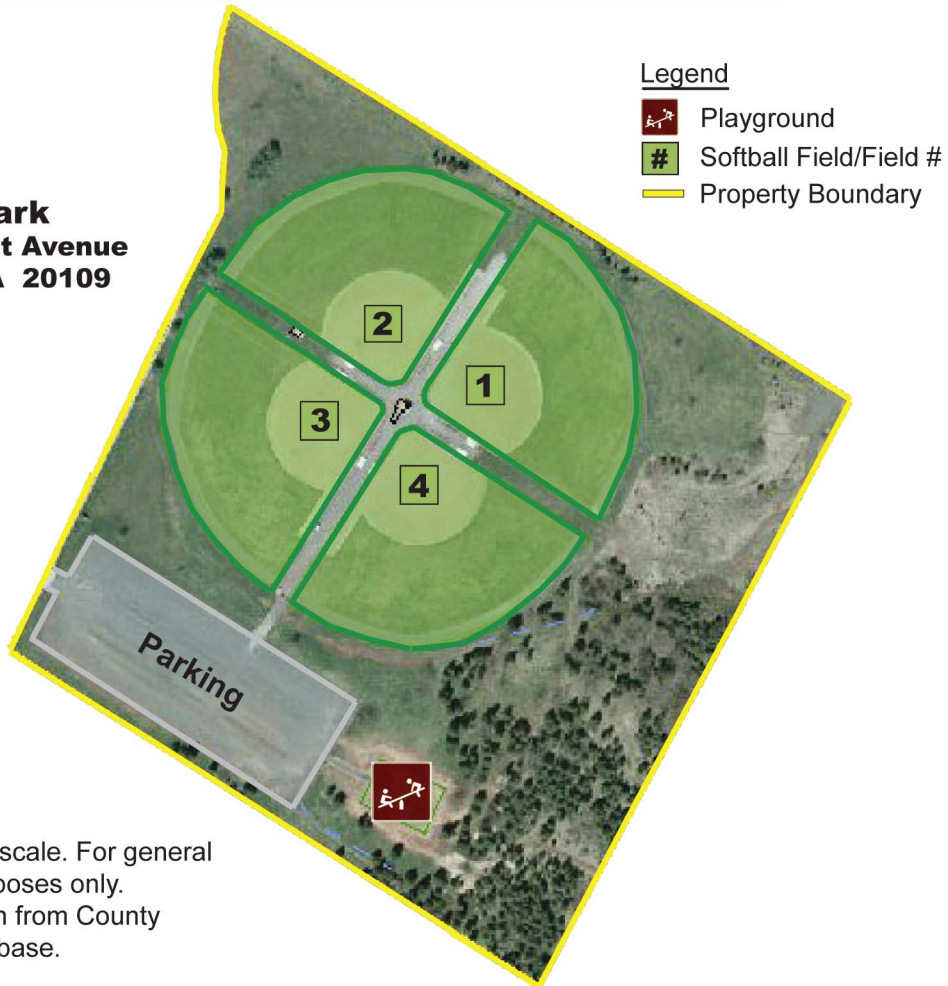 Legend
Playground
# Softball Field/Field #
Property Boundary
ark
t Avenue
A 20109
2
1
3
4
Parking
scale. For general
poses only.
n from County
base.